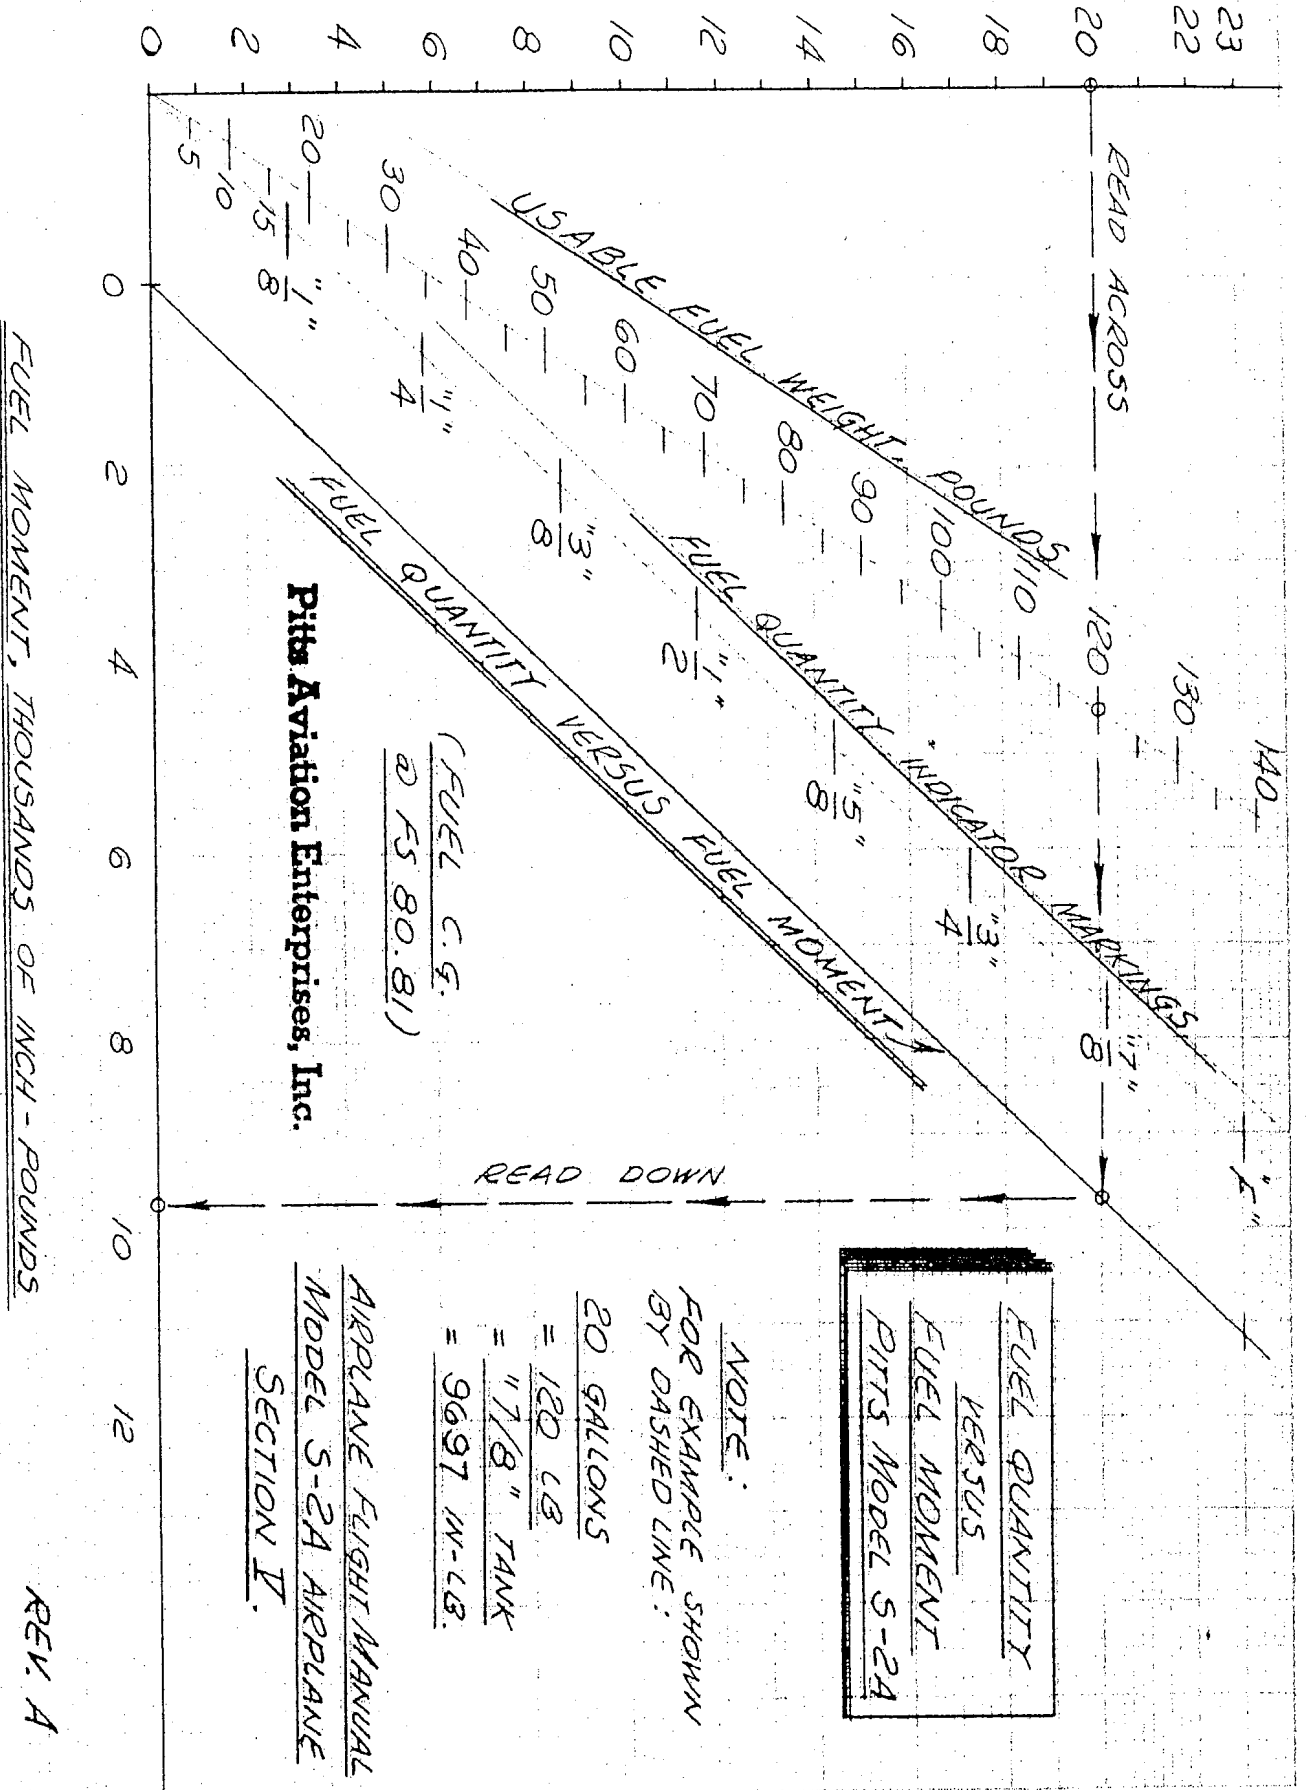 23
22
20
18
16
14
12
10
8
6
4
2
0
READ ACROSS
USABLE FUEL WEIGHT, POUNDS
5
10
15
20
30
40
50
60
70
80
90
100
110
120
130
140
FUEL QUANTITY INDICATOR MARKINGS
"1/8"
"1/4"
"3/8"
"1/2"
"5/8"
"3/4"
"7/8"
"F"
FUEL QUANTITY VERSUS FUEL MOMENT
(FUEL C.G.
@ FS 80.81)
Pitts Aviation Enterprises, Inc.
READ DOWN
FUEL QUANTITY
VERSUS
FUEL MOMENT
PITTS MODEL S-2A
NOTE:
FOR EXAMPLE SHOWN
BY DASHED LINE:
20 GALLONS
= 120 LB
= "7/8" TANK
= 9697 IN-LB.
AIRPLANE FLIGHT MANUAL
MODEL S-2A AIRPLANE
SECTION V.
0
2
4
6
8
10
12
FUEL MOMENT, THOUSANDS OF INCH-POUNDS
REV. A